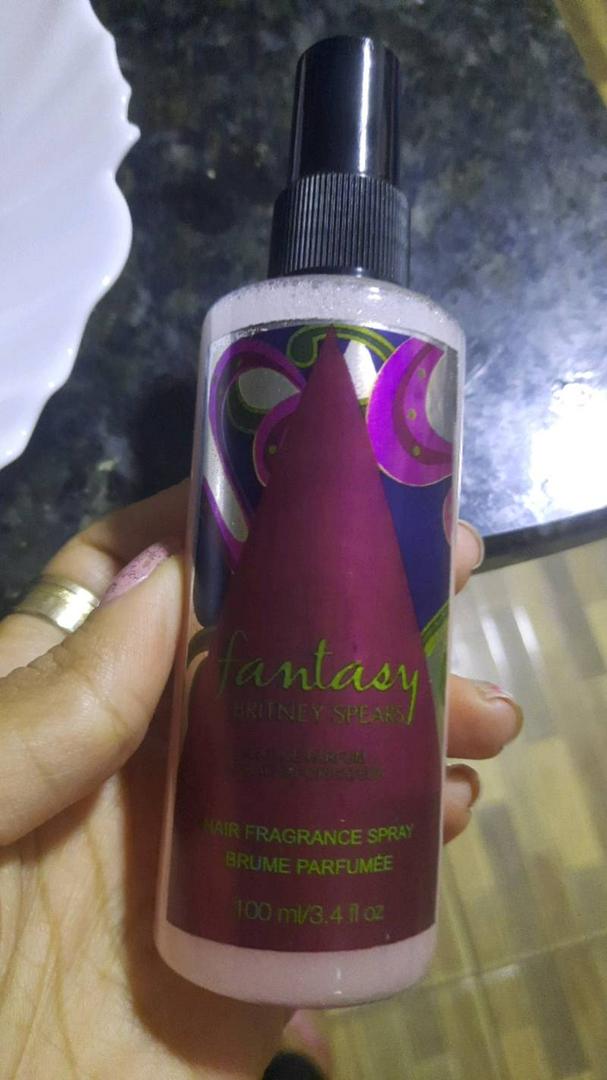 fantasy
BRITNEY SPEARS
HAIR FRAGRANCE SPRAY
BRUME PARFUMÉE
100 ml/3.4 fl oz